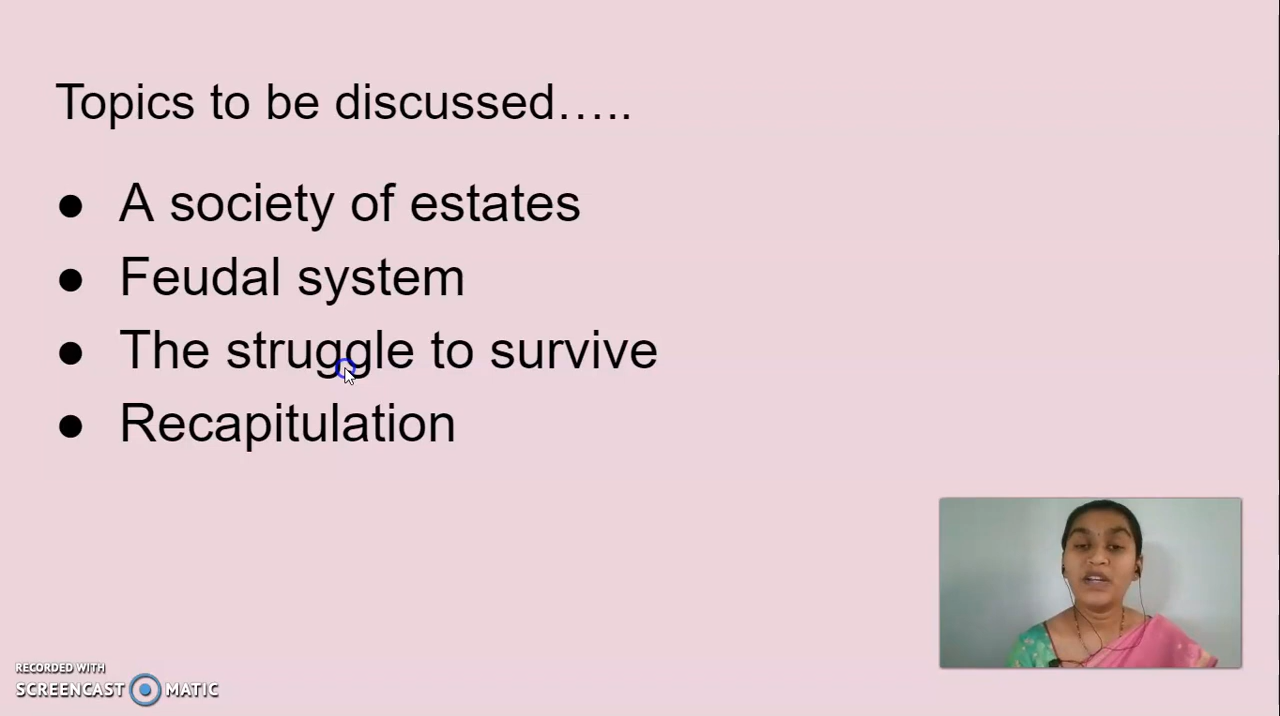 Topics to be discussed…..
● A society of estates
● Feudal system
● The struggle to survive
● Recapitulation
RECORDED WITH
SCREENCAST MATIC